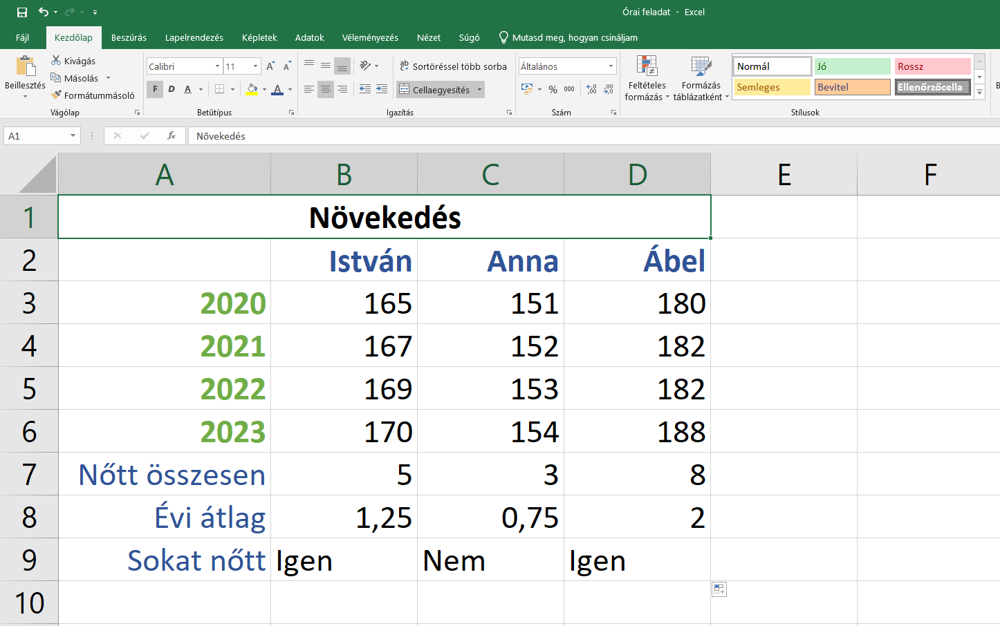 Órai feladat - Excel
Fájl Kezdőlap Beszúrás Lapelrendezés Képletek Adatok Véleményezés Nézet Súgó Mutasd meg, hogyan csináljam
Beillesztés
Kivágás
Másolás
Formátummásoló
Vágólap
Calibri 11
F D A
Betűtípus
Sortöréssel több sorba
Cellaegyesítés
Igazítás
Általános
% 000
Szám
Feltételes formázás
Formázás táblázatként
Normál Jó Rossz
Semleges Bevitel Ellenőrzőcella
Stílusok
A1 fx Növekedés
A B C D E F
1 Növekedés
2 István Anna Ábel
3 2020 165 151 180
4 2021 167 152 182
5 2022 169 153 182
6 2023 170 154 188
7 Nőtt összesen 5 3 8
8 Évi átlag 1,25 0,75 2
9 Sokat nőtt Igen Nem Igen
10